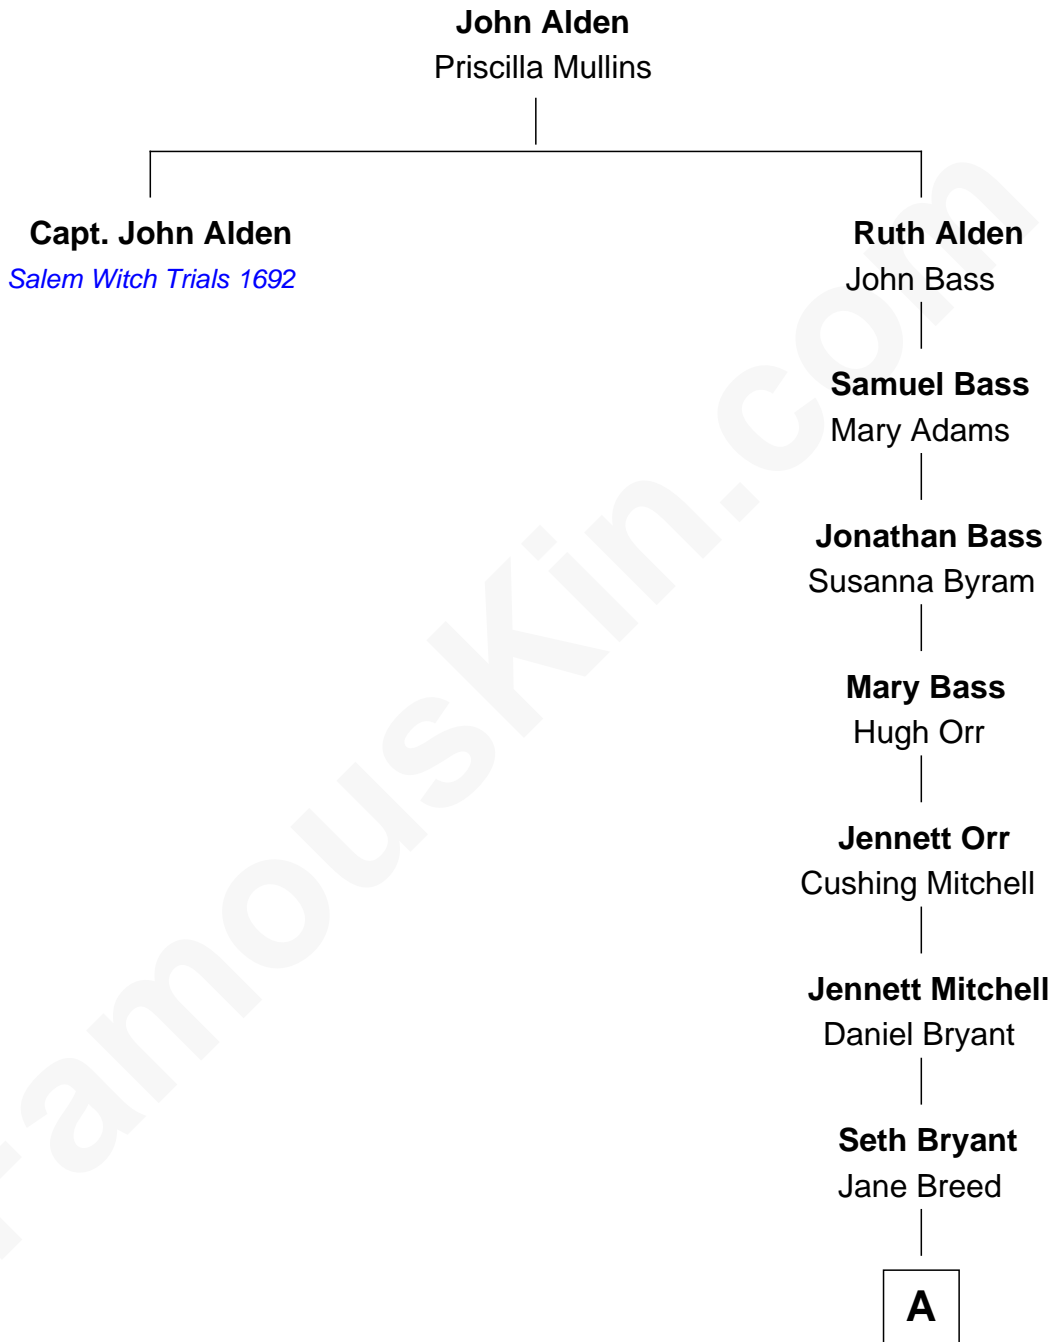 John Alden
Priscilla Mullins
Capt. John Alden
Salem Witch Trials 1692
Ruth Alden
John Bass
Samuel Bass
Mary Adams
Jonathan Bass
Susanna Byram
Mary Bass
Hugh Orr
Jennett Orr
Cushing Mitchell
Jennett Mitchell
Daniel Bryant
Seth Bryant
Jane Breed
A
FamousKin.com